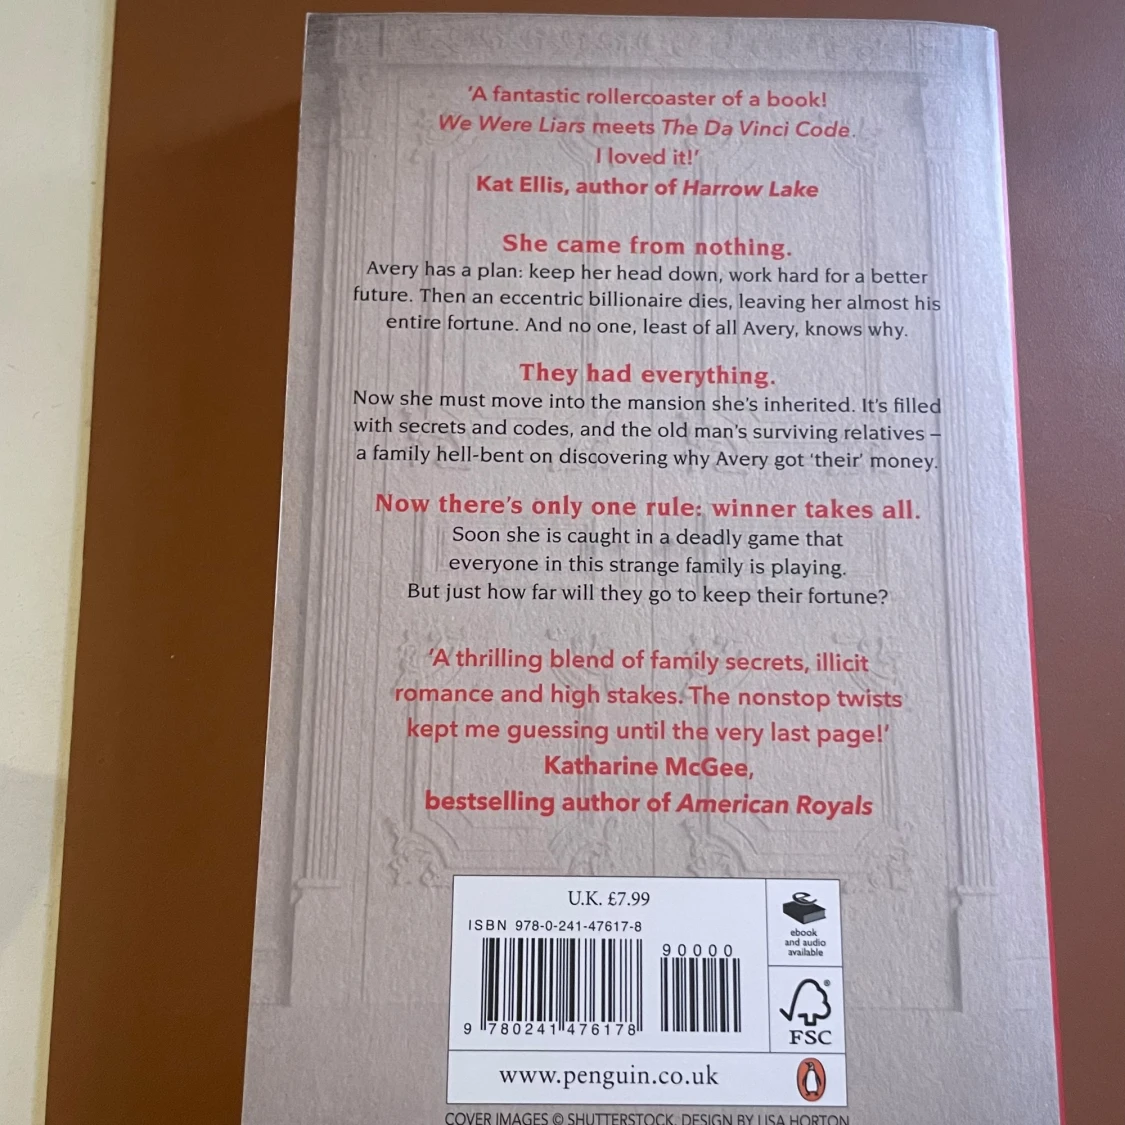 'A fantastic rollercoaster of a book!
We Were Liars meets The Da Vinci Code.
I loved it!'
Kat Ellis, author of Harrow Lake
She came from nothing.
Avery has a plan: keep her head down, work hard for a better
future. Then an eccentric billionaire dies, leaving her almost his
entire fortune. And no one, least of all Avery, knows why.
They had everything.
Now she must move into the mansion she's inherited. It's filled
with secrets and codes, and the old man's surviving relatives –
a family hell-bent on discovering why Avery got 'their' money.
Now there's only one rule: winner takes all.
Soon she is caught in a deadly game that
everyone in this strange family is playing.
But just how far will they go to keep their fortune?
'A thrilling blend of family secrets, illicit
romance and high stakes. The nonstop twists
kept me guessing until the very last page!'
Katharine McGee,
bestselling author of American Royals
U.K. £7.99
ISBN 978-0-241-47617-8
90000
9 780241 476178
ebook
and audio
available
®
FSC
www.penguin.co.uk
COVER IMAGES © SHUTTERSTOCK. DESIGN BY LISA HORTON